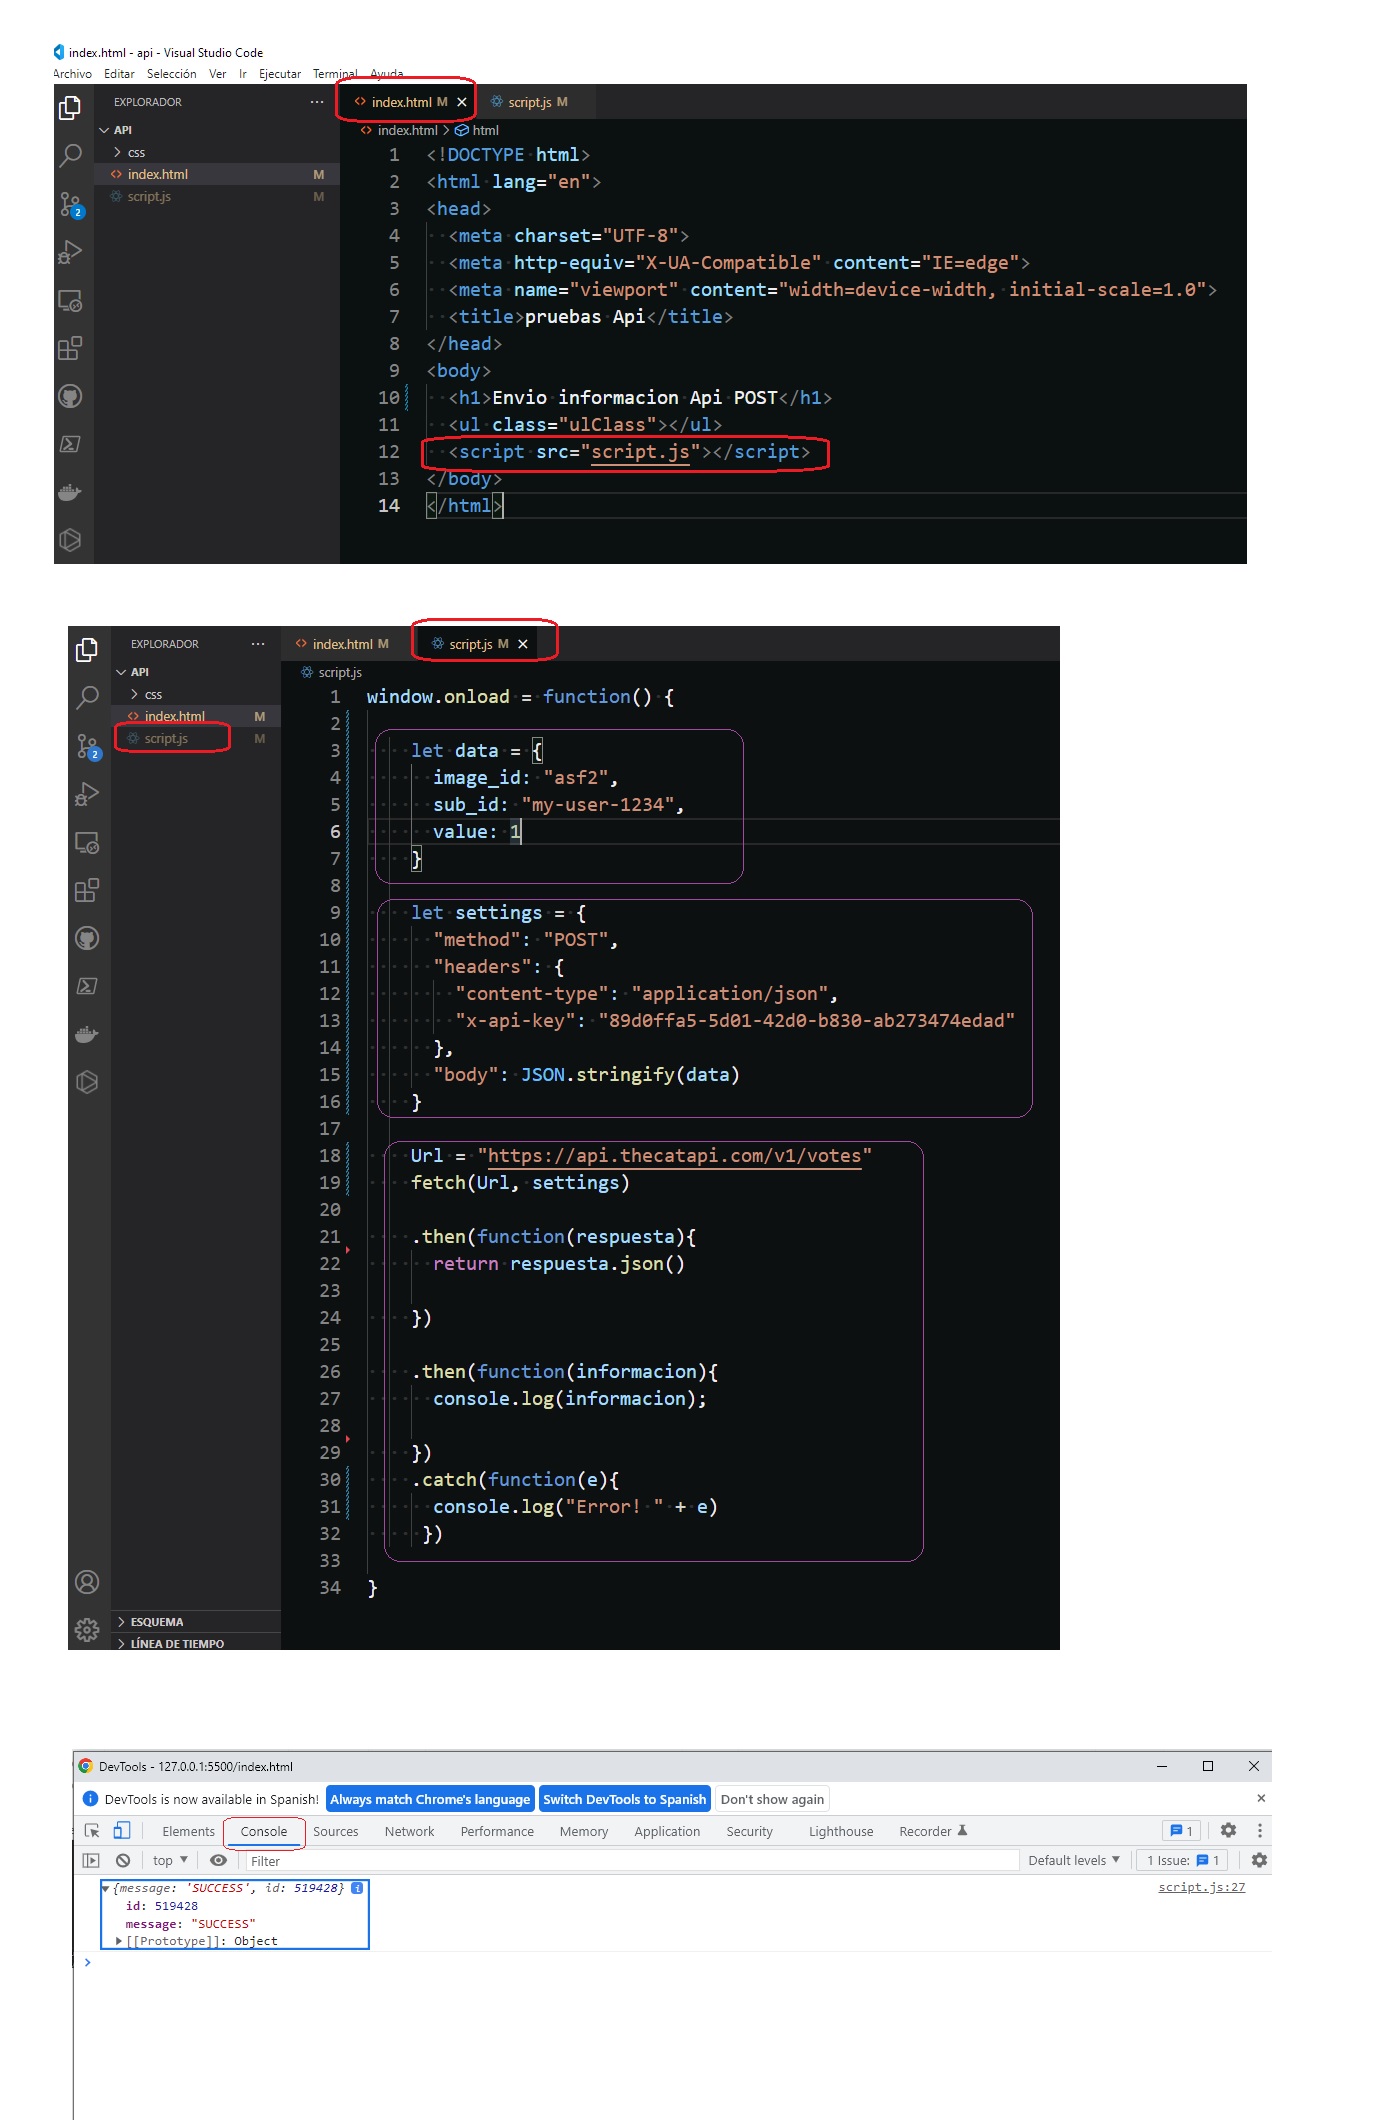 index.html - api - Visual Studio Code
Archivo Editar Selección Ver Ir Ejecutar Terminal Ayuda
EXPLORADOR ···
index.html M ×
script.js M
API
css
index.html M
script.js M
2
index.html > html
1 <!DOCTYPE html>
2 <html lang="en">
3 <head>
4 <meta charset="UTF-8">
5 <meta http-equiv="X-UA-Compatible" content="IE=edge">
6 <meta name="viewport" content="width=device-width, initial-scale=1.0">
7 <title>pruebas Api</title>
8 </head>
9 <body>
10 <h1>Envio informacion Api POST</h1>
11 <ul class="ulClass"></ul>
12 <script src="script.js"></script>
13 </body>
14 </html>
EXPLORADOR ···
index.html M
script.js M ×
API
css
index.html M
script.js M
2
script.js
1 window.onload = function() {
2
3 let data = {
4 image_id: "asf2",
5 sub_id: "my-user-1234",
6 value: 1
7 }
8
9 let settings = {
10 "method": "POST",
11 "headers": {
12 "content-type": "application/json",
13 "x-api-key": "89d0ffa5-5d01-42d0-b830-ab273474edad"
14 },
15 "body": JSON.stringify(data)
16 }
17
18 Url = "https://api.thecatapi.com/v1/votes"
19 fetch(Url, settings)
20
21 .then(function(respuesta){
22 return respuesta.json()
23
24 })
25
26 .then(function(informacion){
27 console.log(informacion);
28
29 })
30 .catch(function(e){
31 console.log("Error! " + e)
32 })
33
34 }
ESQUEMA
LÍNEA DE TIEMPO
DevTools - 127.0.0.1:5500/index.html
DevTools is now available in Spanish! Always match Chrome's language Switch DevTools to Spanish Don't show again
Elements Console Sources Network Performance Memory Application Security Lighthouse Recorder 1
top Filter Default levels 1 Issue: 1
{message: 'SUCCESS', id: 519428} script.js:27
id: 519428
message: "SUCCESS"
[[Prototype]]: Object